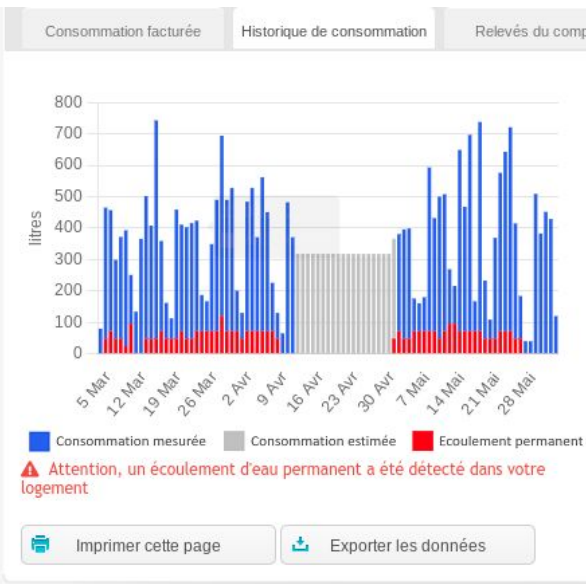 Consommation facturée Historique de consommation Relevés du comp
800
700
600
500
400
300
200
100
0
litres
5 Mar 12 Mar 19 Mar 26 Mar 2 Avr 9 Avr 16 Avr 23 Avr 30 Avr 7 Mai 14 Mai 21 Mai 28 Mai
Consommation mesurée Consommation estimée Ecoulement permanent
Attention, un écoulement d'eau permanent a été détecté dans votre
logement
Imprimer cette page Exporter les données